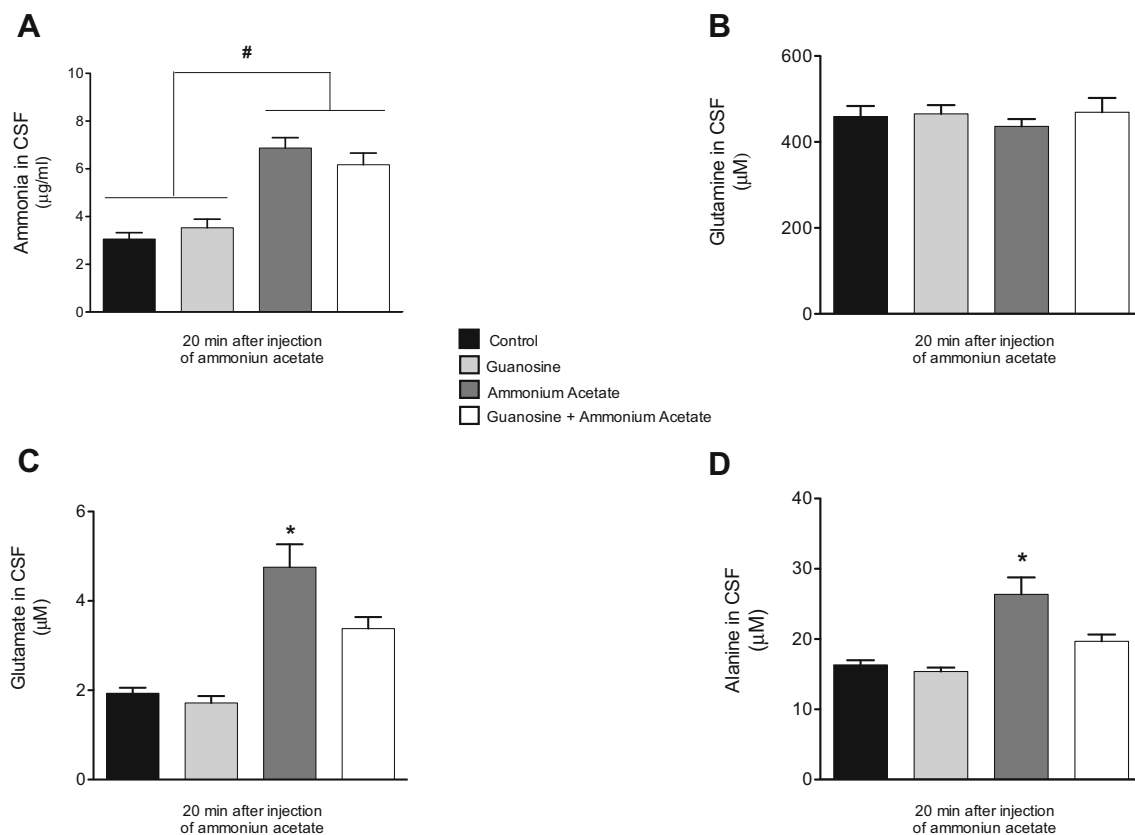 A
#
Ammonia in CSF
(µg/ml)
10
8
6
4
2
0
20 min after injection
of ammoniun acetate
B
Glutamine in CSF
(µM)
600
400
200
0
20 min after injection
of ammoniun acetate
Control
Guanosine
Ammonium Acetate
Guanosine + Ammonium Acetate
C
*
Glutamate in CSF
(µM)
6
4
2
0
20 min after injection
of ammoniun acetate
D
*
Alanine in CSF
(µM)
40
30
20
10
0
20 min after injection
of ammoniun acetate